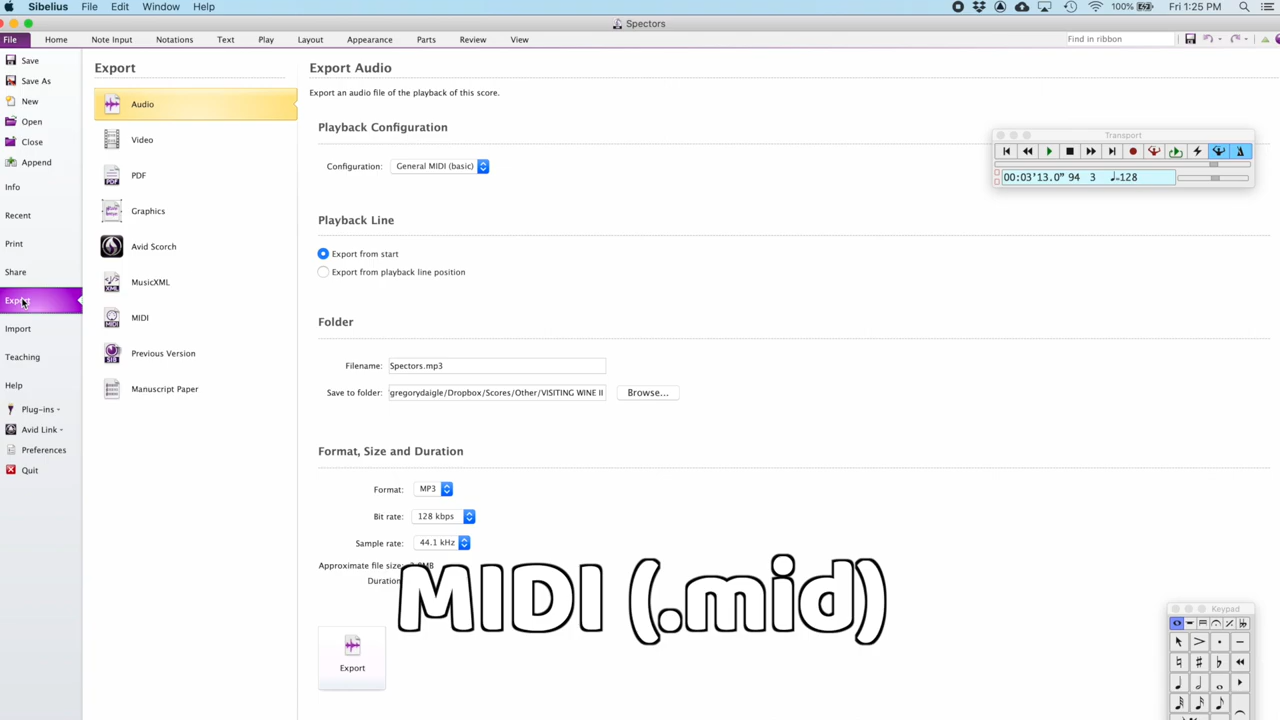 Sibelius File Edit Window Help 100% Fri 1:25 PM
Spectors
File Home Note Input Notations Text Play Layout Appearance Parts Review View Find in ribbon
Save
Save As
New
Open
Close
Append
Info
Recent
Print
Share
Export
Import
Teaching
Help
Plug-ins
Avid Link
Preferences
Quit
Export
Audio
Video
PDF
Graphics
Avid Scorch
MusicXML
MIDI
Previous Version
Manuscript Paper
Export Audio
Export an audio file of the playback of this score.
Playback Configuration
Configuration: General MIDI (basic)
Playback Line
Export from start
Export from playback line position
Folder
Filename: Spectors.mp3
Save to folder: gregorydaigle/Dropbox/Scores/Other/VISITING WINE II Browse...
Format, Size and Duration
Format: MP3
Bit rate: 128 kbps
Sample rate: 44.1 kHz
Approximate file size: MB
Duration
MIDI (.mid)
Export
Transport
00:03'13.0" 94 3 ♩=128
Keypad